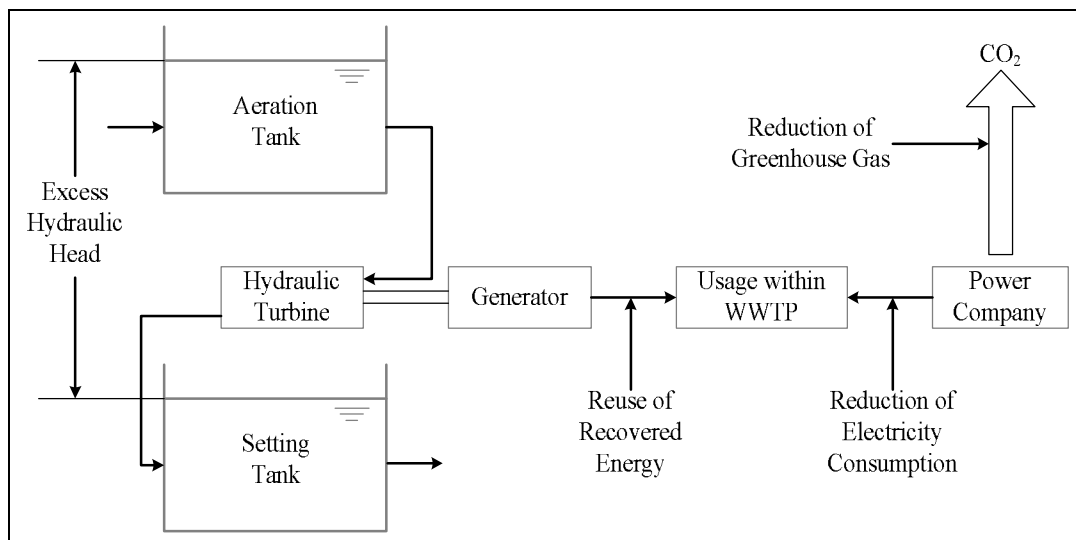 CO₂
Aeration
Tank
Reduction of
Greenhouse Gas
Excess
Hydraulic
Head
Hydraulic
Turbine
Generator
Usage within
WWTP
Power
Company
Setting
Tank
Reuse of
Recovered
Energy
Reduction of
Electricity
Consumption